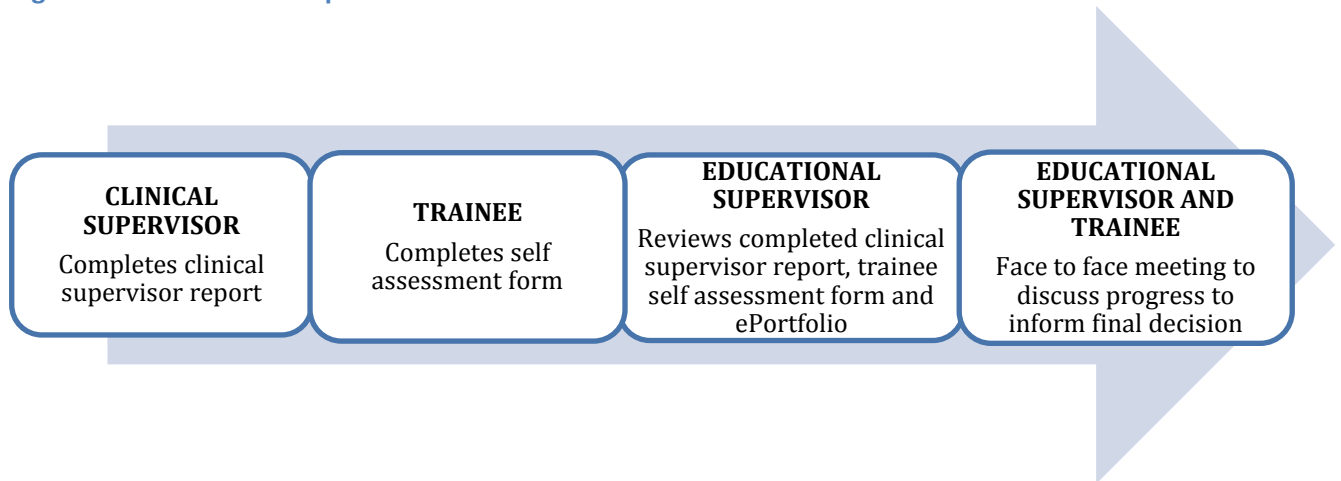 CLINICAL
SUPERVISOR
Completes clinical
supervisor report
TRAINEE
Completes self
assessment form
EDUCATIONAL
SUPERVISOR
Reviews completed clinical
supervisor report, trainee
self assessment form and
ePortfolio
EDUCATIONAL
SUPERVISOR AND
TRAINEE
Face to face meeting to
discuss progress to
inform final decision